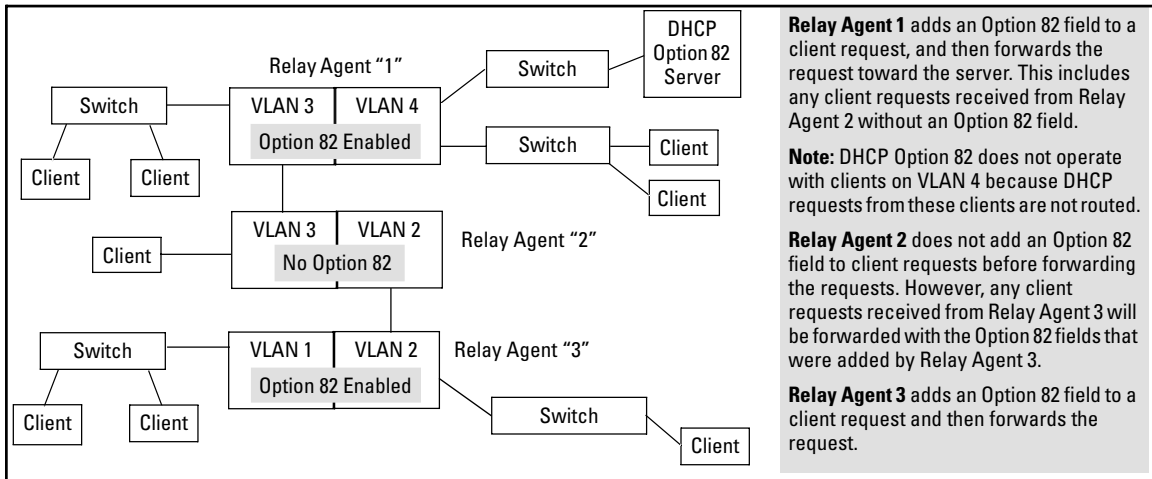 DHCP
Option 82
Server
Relay Agent “1”
Switch
Switch
VLAN 3
VLAN 4
Option 82 Enabled
Client
Client
Switch
Client
Client
VLAN 3
VLAN 2
Relay Agent “2”
Client
No Option 82
Switch
VLAN 1
VLAN 2
Relay Agent “3”
Option 82 Enabled
Client
Client
Switch
Client
Relay Agent 1 adds an Option 82 field to a
client request, and then forwards the
request toward the server. This includes
any client requests received from Relay
Agent 2 without an Option 82 field.
Note: DHCP Option 82 does not operate
with clients on VLAN 4 because DHCP
requests from these clients are not routed.
Relay Agent 2 does not add an Option 82
field to client requests before forwarding
the requests. However, any client
requests received from Relay Agent 3 will
be forwarded with the Option 82 fields that
were added by Relay Agent 3.
Relay Agent 3 adds an Option 82 field to a
client request and then forwards the
request.